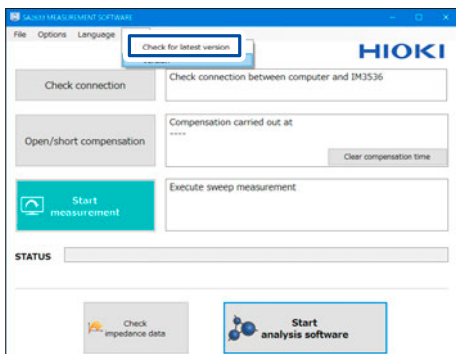 SA2633 MEASUREMENT SOFTWARE
File Options Language
Check for latest version
HIOKI
Check connection
Check connection between computer and IM3536
Open/short compensation
Compensation carried out at
----
Clear compensation time
Start
measurement
Execute sweep measurement
STATUS
Check
impedance data
Start
analysis software